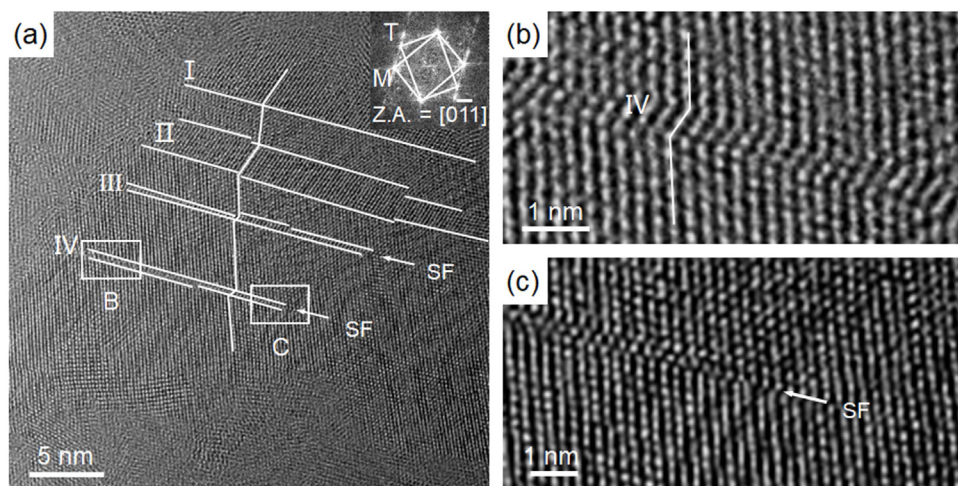 (a)
T
M
Z.A. = [011]
I
II
III
IV
B
SF
C
SF
5 nm
(b)
IV
1 nm
(c)
SF
1 nm